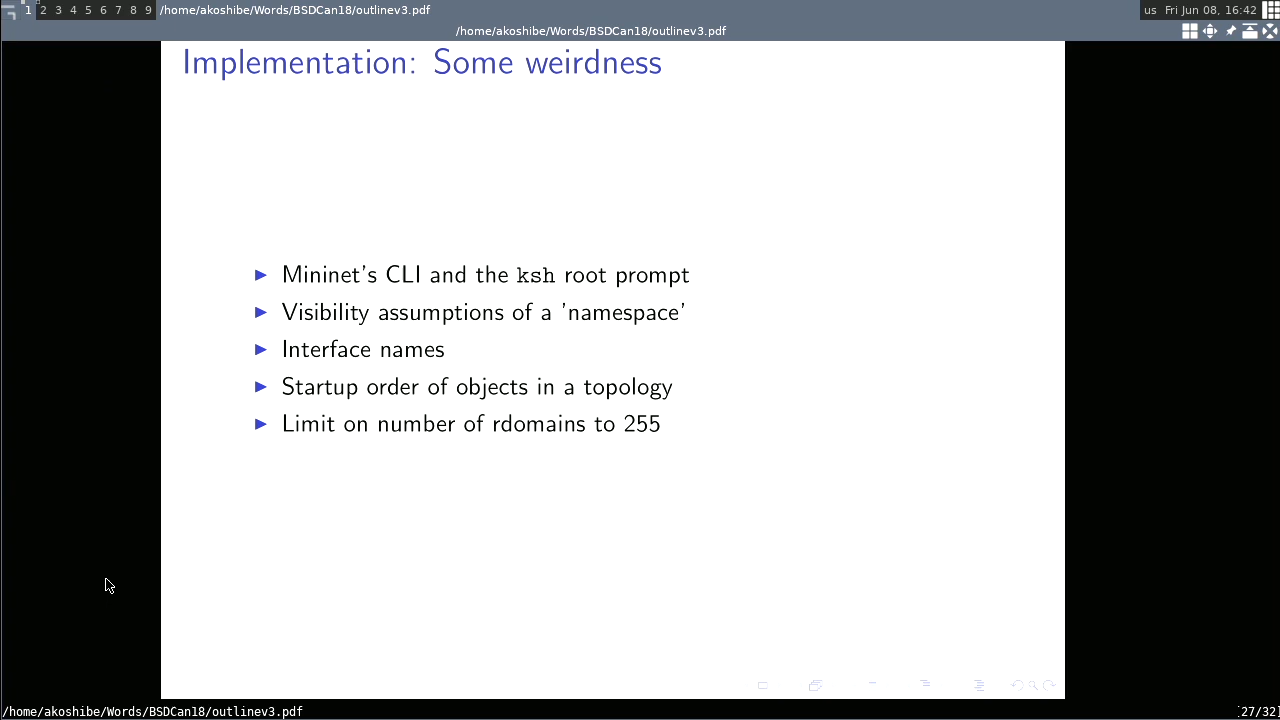 1 2 3 4 5 6 7 8 9 /home/akoshibe/Words/BSDCan18/outlinev3.pdf us Fri Jun 08, 16:42
/home/akoshibe/Words/BSDCan18/outlinev3.pdf
Implementation: Some weirdness
Mininet's CLI and the ksh root prompt
Visibility assumptions of a 'namespace'
Interface names
Startup order of objects in a topology
Limit on number of rdomains to 255
/home/akoshibe/Words/BSDCan18/outlinev3.pdf [27/32]